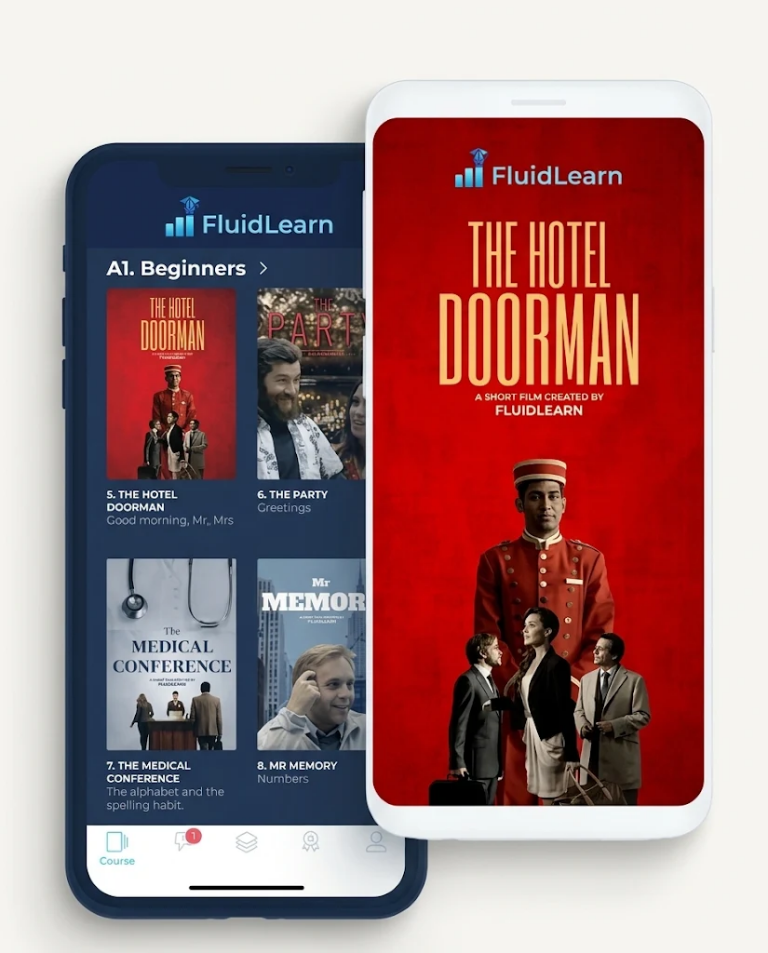 FluidLearn
A1. Beginners >
THE HOTEL
DOORMAN
5. THE HOTEL
DOORMAN
Good morning, Mr., Mrs
THE
PARTY
6. THE PARTY
Greetings
The
MEDICAL
CONFERENCE
7. THE MEDICAL
CONFERENCE
The alphabet and the
spelling habit.
Mr
MEMOR
8. MR MEMORY
Numbers
1
Course
FluidLearn
THE HOTEL
DOORMAN
A SHORT FILM CREATED BY
FLUIDLEARN